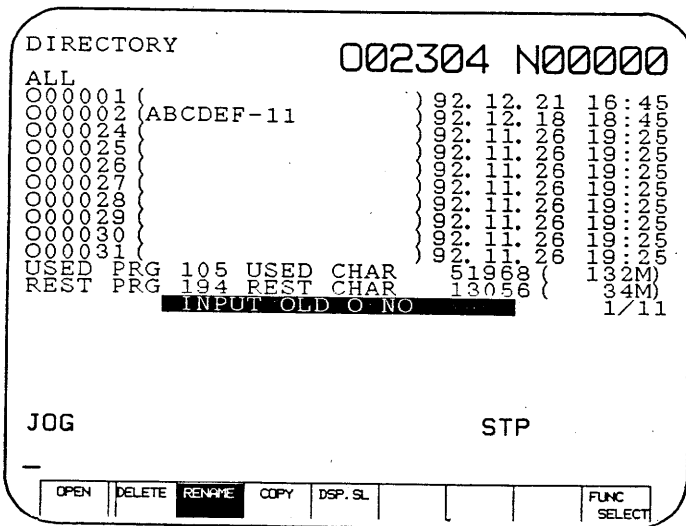 DIRECTORY
O02304 N00000
ALL
O00001( ) 92. 12. 21 16:45
O00002(ABCDEF-11 ) 92. 12. 18 18:45
O00024( ) 92. 11. 26 19:25
O00025( ) 92. 11. 26 19:25
O00026( ) 92. 11. 26 19:25
O00027( ) 92. 11. 26 19:25
O00028( ) 92. 11. 26 19:25
O00029( ) 92. 11. 26 19:25
O00030( ) 92. 11. 26 19:25
O00031( ) 92. 11. 26 19:25
USED PRG 105 USED CHAR 51968( 132M)
REST PRG 194 REST CHAR 13056( 34M)
INPUT OLD O NO
1/11
JOG STP
_
OPEN DELETE RENAME COPY DSP.SL FUNC SELECT